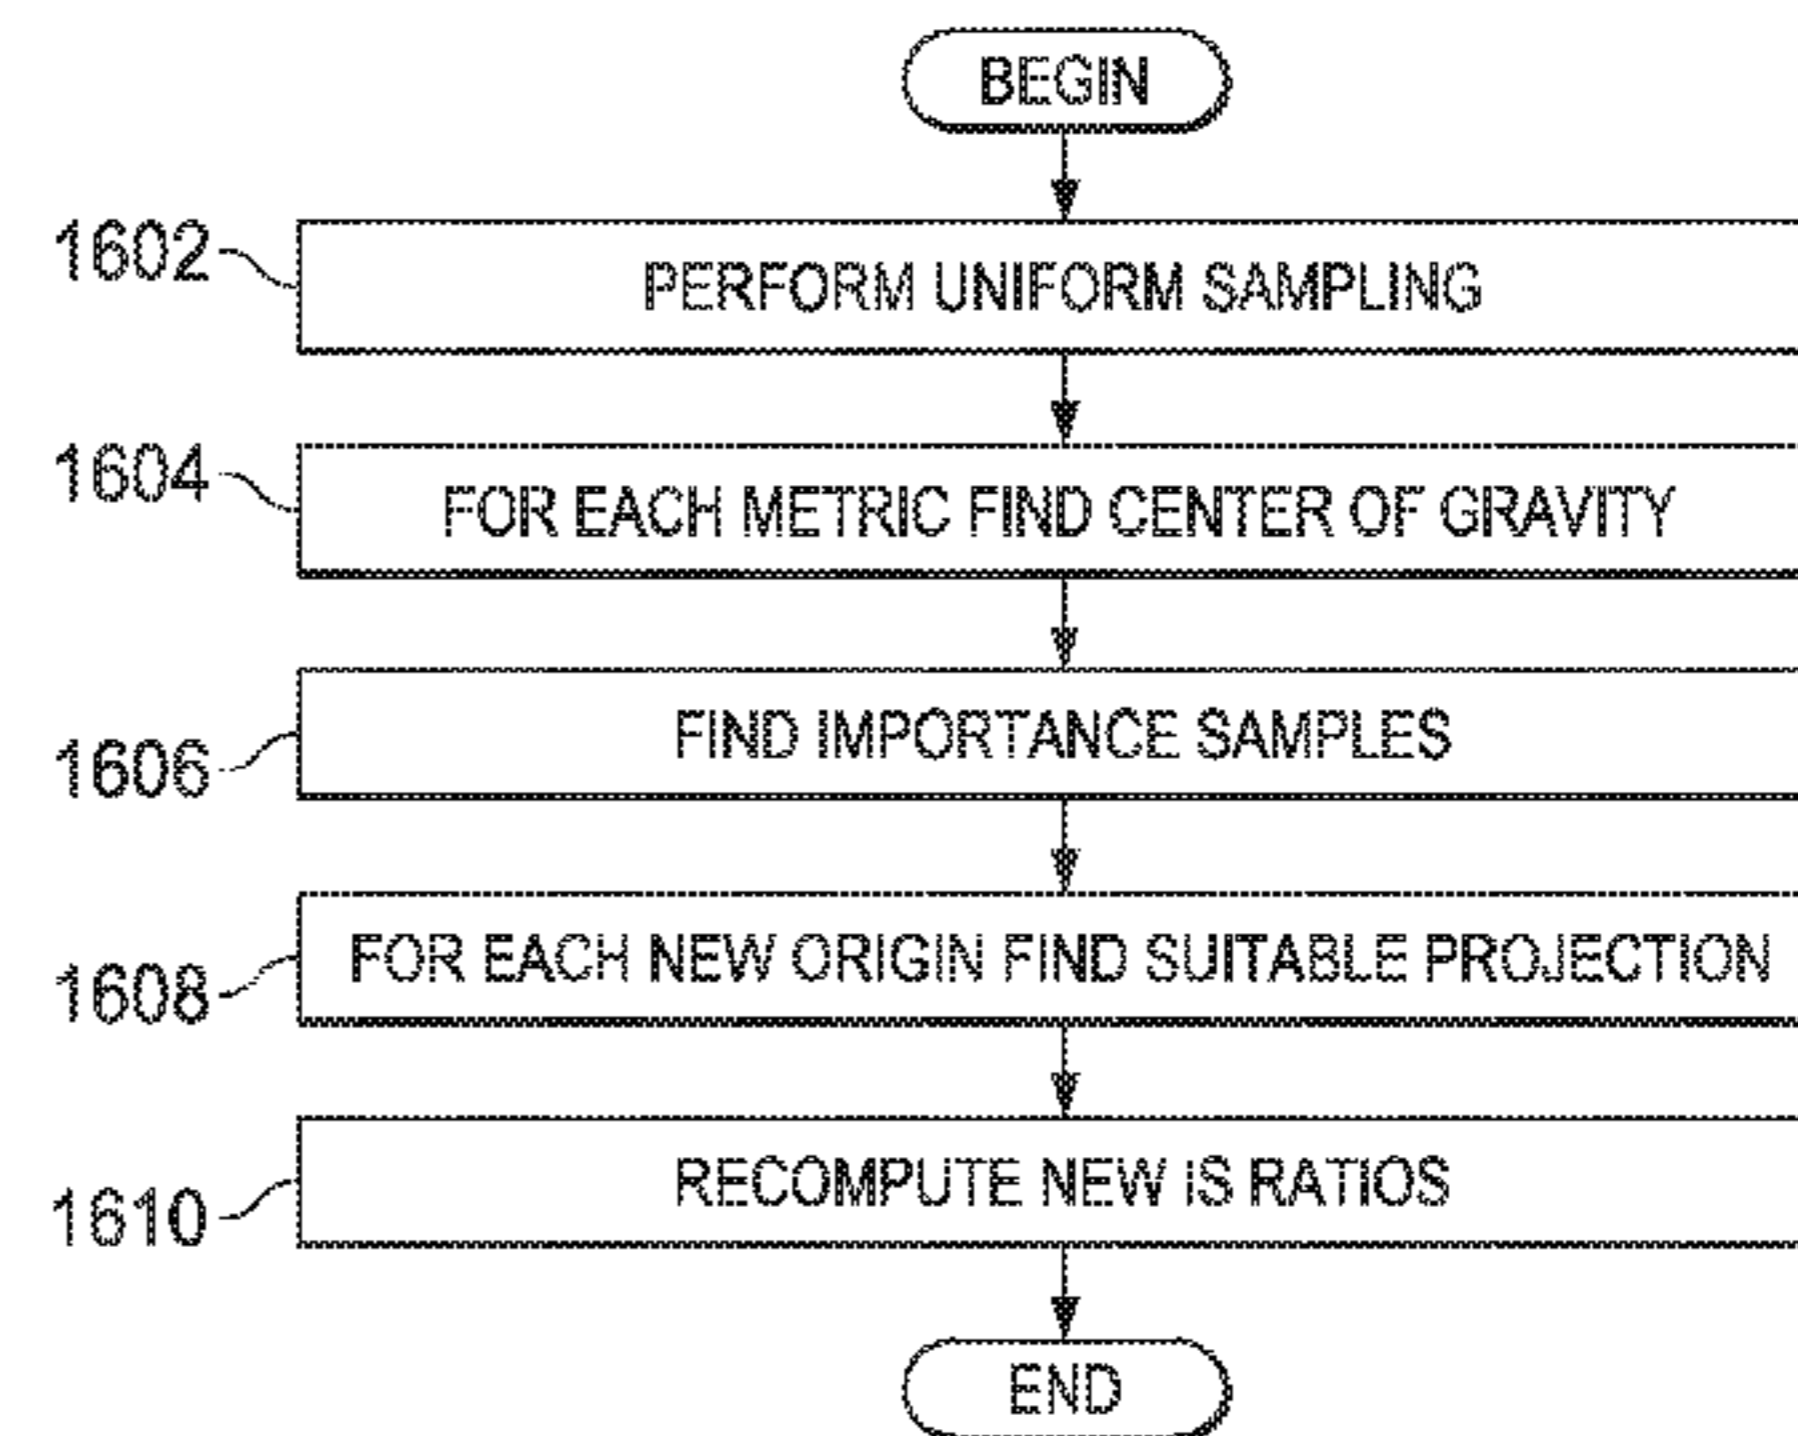 BEGIN
1602
PERFORM UNIFORM SAMPLING
1604
FOR EACH METRIC FIND CENTER OF GRAVITY
1606
FIND IMPORTANCE SAMPLES
1608
FOR EACH NEW ORIGIN FIND SUITABLE PROJECTION
1610
RECOMPUTE NEW IS RATIOS
END